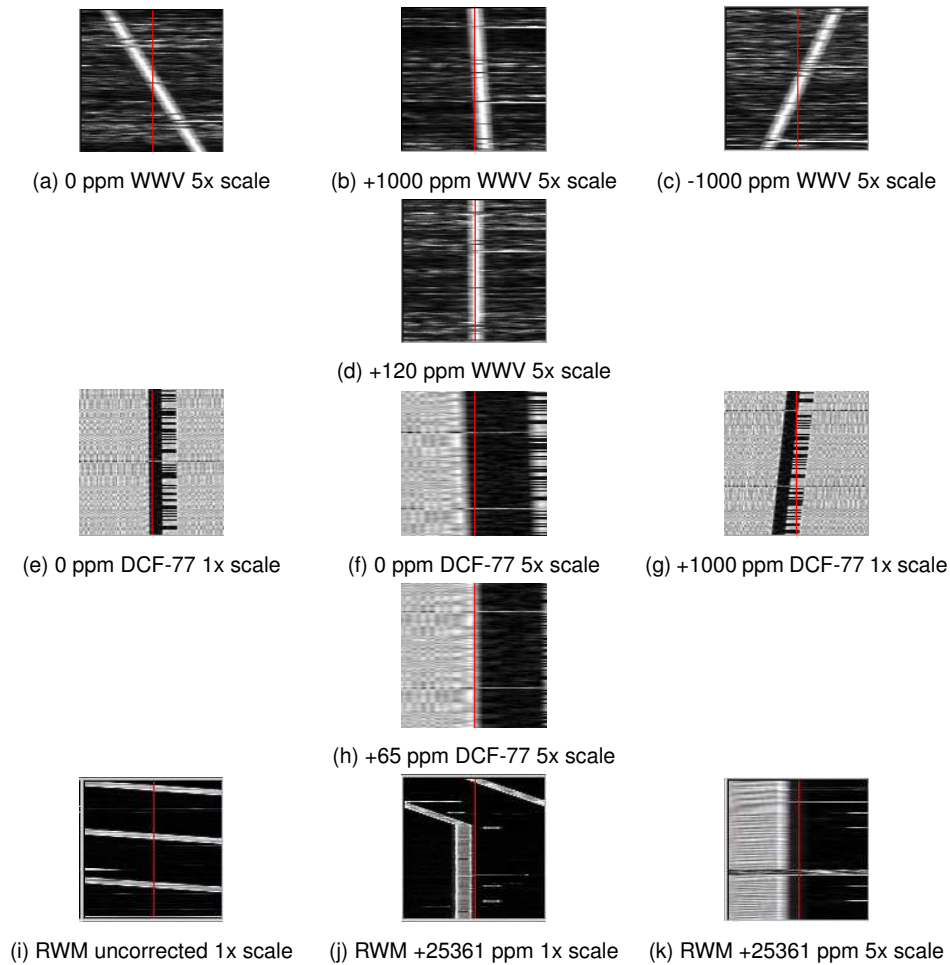 (a) 0 ppm WWV 5x scale
(b) +1000 ppm WWV 5x scale
(c) -1000 ppm WWV 5x scale
(d) +120 ppm WWV 5x scale
(e) 0 ppm DCF-77 1x scale
(f) 0 ppm DCF-77 5x scale
(g) +1000 ppm DCF-77 1x scale
(h) +65 ppm DCF-77 5x scale
(i) RWM uncorrected 1x scale
(j) RWM +25361 ppm 1x scale
(k) RWM +25361 ppm 5x scale